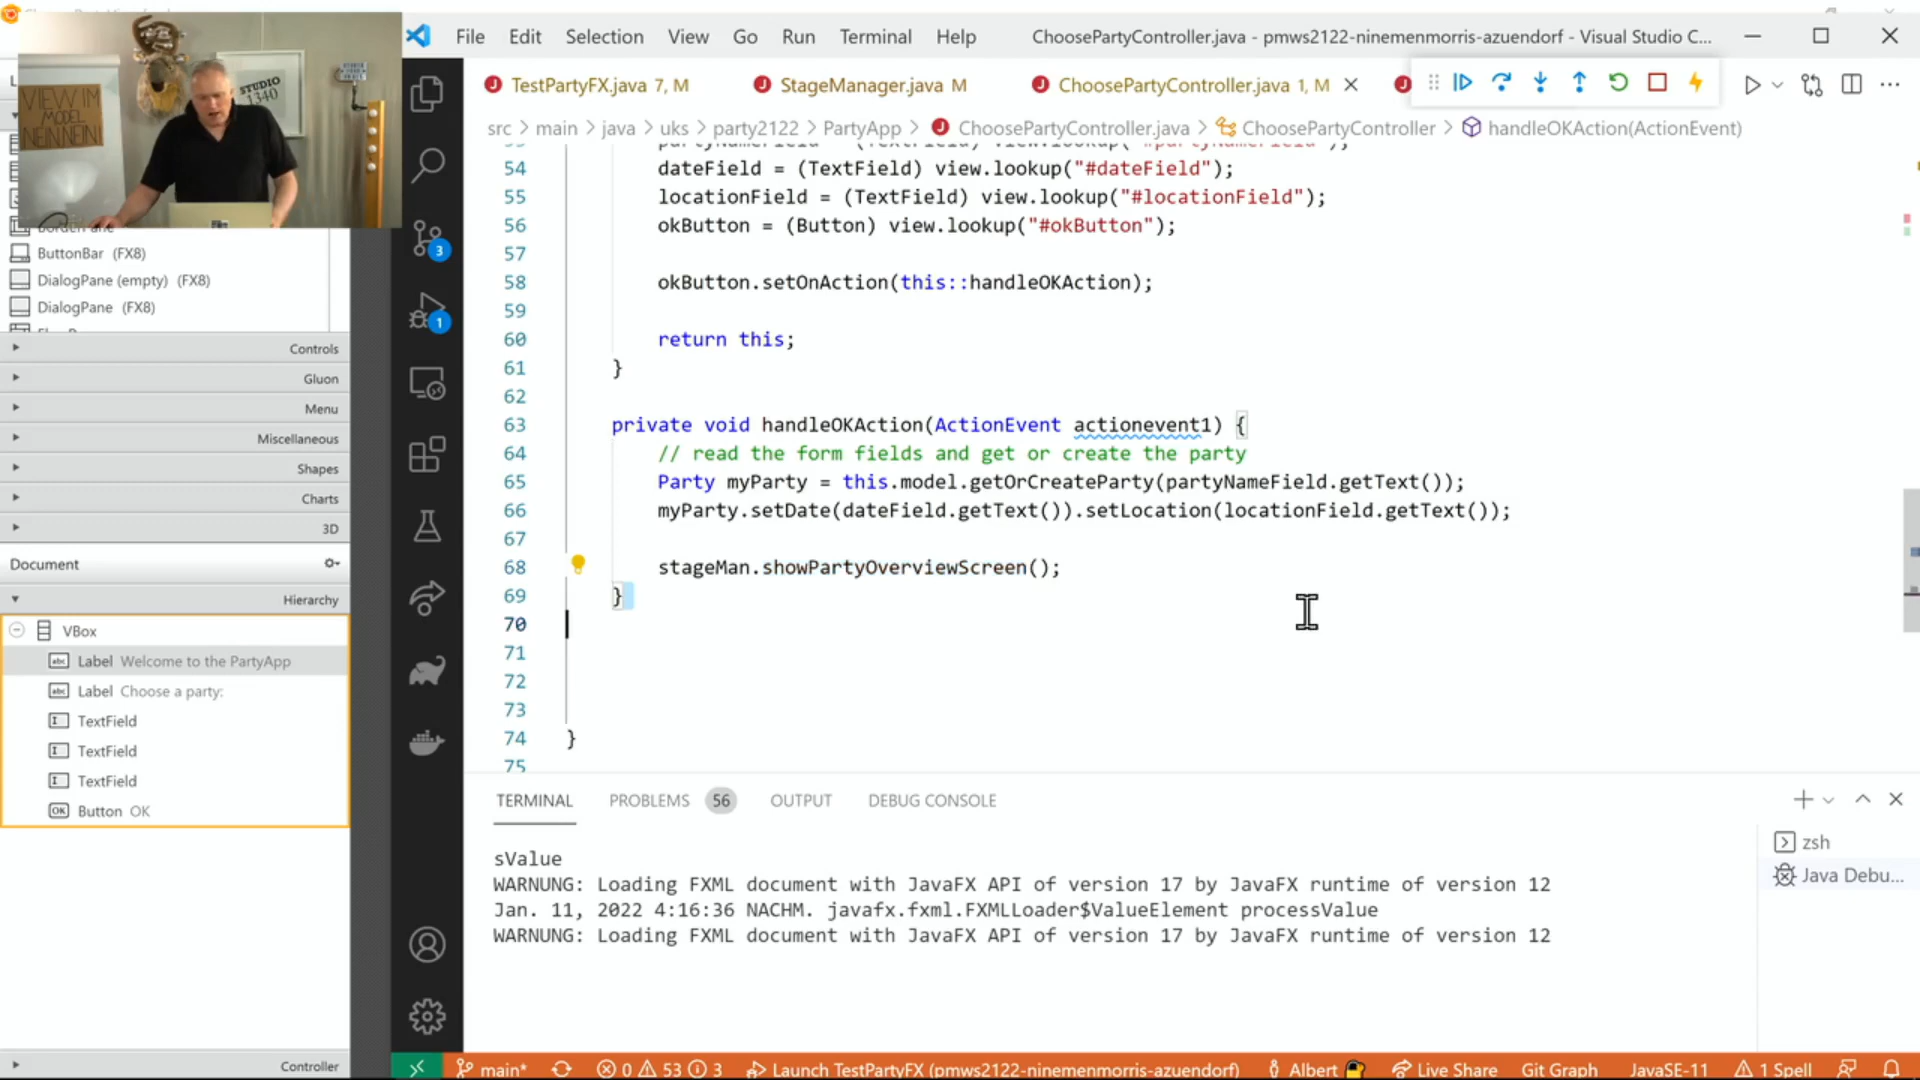 File Edit Selection View Go Run Terminal Help ChoosePartyController.java - pmws2122-ninemenmorris-azuendorf - Visual Studio C...
VIEW IM
MODEL
NEINNEIN!
STUDIO
1340
TestPartyFX.java 7, M StageManager.java M ChoosePartyController.java 1, M
src > main > java > uks > party2122 > PartyApp > ChoosePartyController.java > ChoosePartyController > handleOKAction(ActionEvent)
54 dateField = (TextField) view.lookup("#dateField");
55 locationField = (TextField) view.lookup("#locationField");
56 okButton = (Button) view.lookup("#okButton");
57
58 okButton.setOnAction(this::handleOKAction);
59
60 return this;
61 }
62
63 private void handleOKAction(ActionEvent actionevent1) {
64 // read the form fields and get or create the party
65 Party myParty = this.model.getOrCreateParty(partyNameField.getText());
66 myParty.setDate(dateField.getText()).setLocation(locationField.getText());
67
68 stageMan.showPartyOverviewScreen();
69 }
70
71
72
73
74 }
75
3
1
ButtonBar (FX8)
DialogPane (empty) (FX8)
DialogPane (FX8)
Controls
Gluon
Menu
Miscellaneous
Shapes
Charts
3D
Document
Hierarchy
VBox
abc Label Welcome to the PartyApp
abc Label Choose a party:
TextField
TextField
TextField
OK Button OK
Controller
TERMINAL PROBLEMS 56 OUTPUT DEBUG CONSOLE
sValue
WARNUNG: Loading FXML document with JavaFX API of version 17 by JavaFX runtime of version 12
Jan. 11, 2022 4:16:36 NACHM. javafx.fxml.FXMLLoader$ValueElement processValue
WARNUNG: Loading FXML document with JavaFX API of version 17 by JavaFX runtime of version 12
zsh
Java Debu...
main* 0 53 3 Launch TestPartyFX (pmws2122-ninemenmorris-azuendorf) Albert Live Share Git Graph JavaSE-11 1 Spell